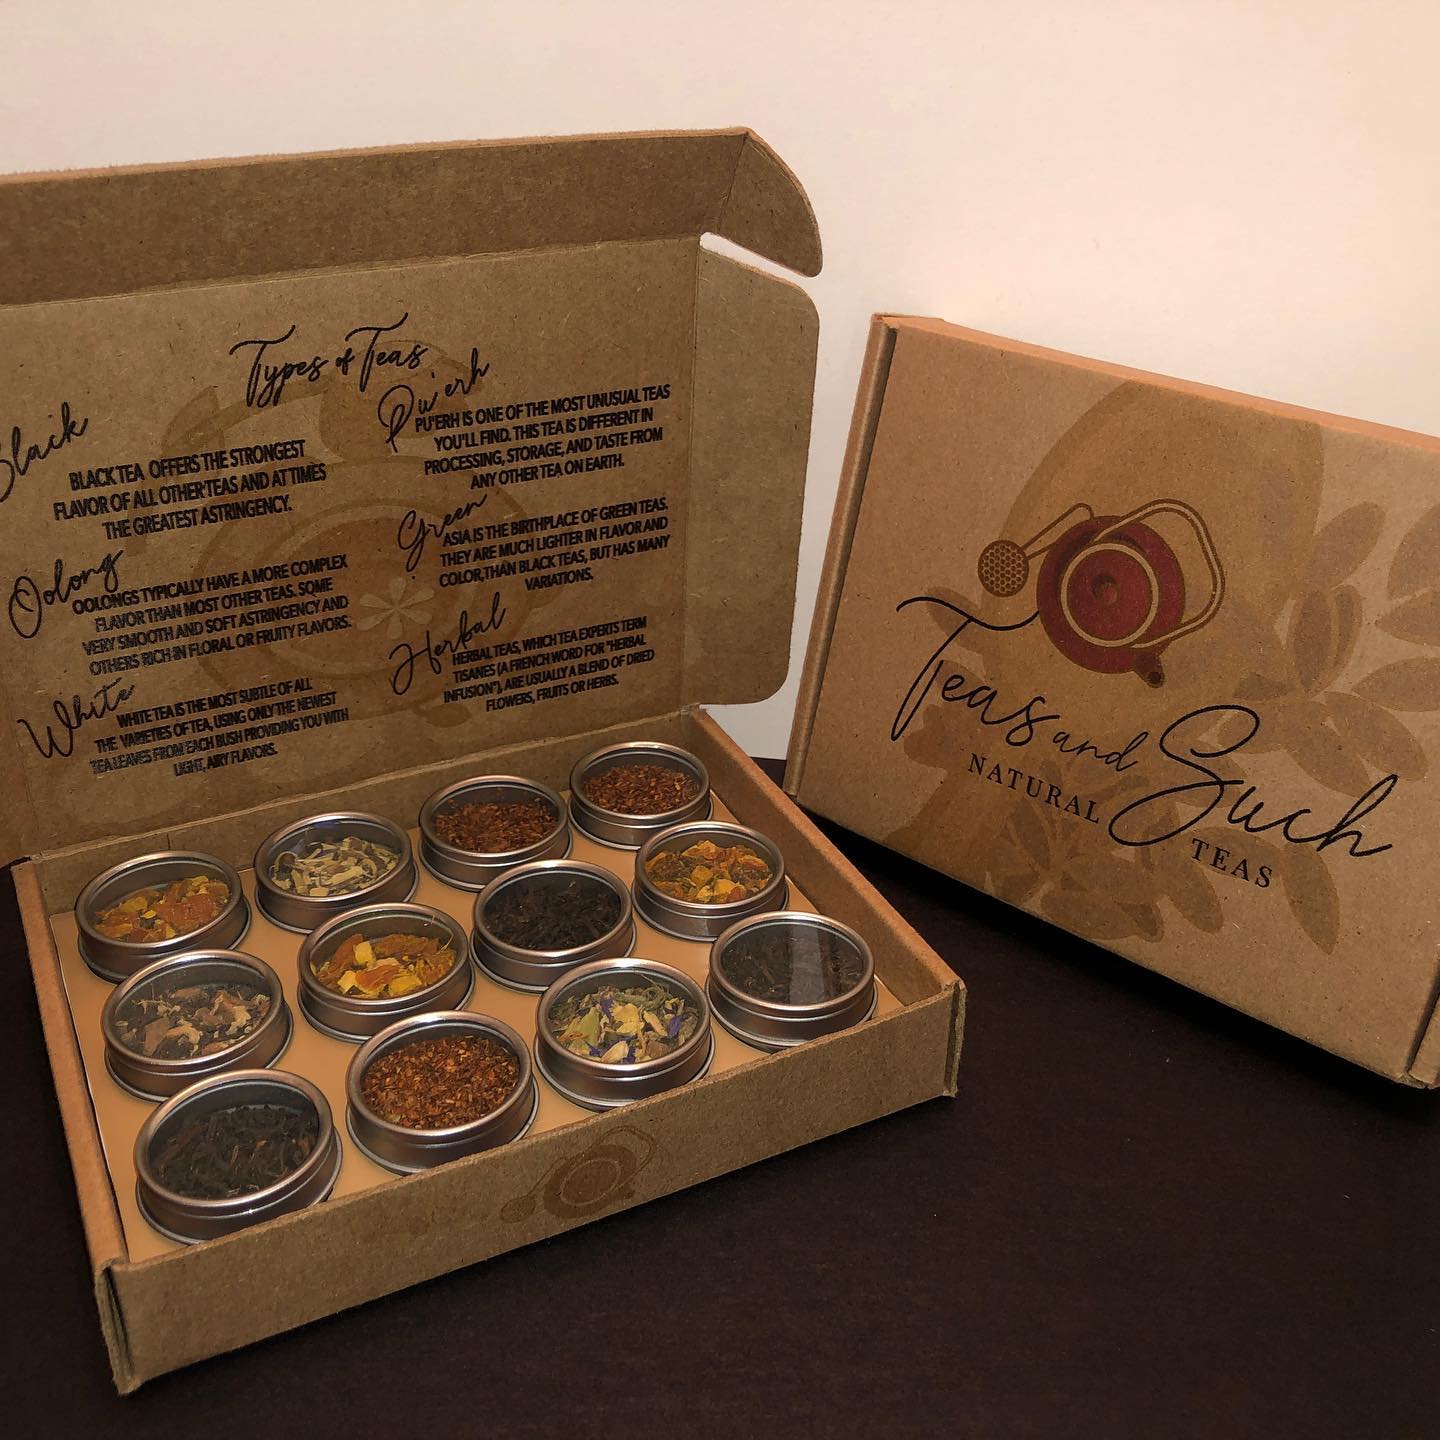 Types of Teas
Black
BLACK TEA OFFERS THE STRONGEST
FLAVOR OF ALL OTHER TEAS AND AT TIMES
THE GREATEST ASTRINGENCY.
Oolong
OOLONGS TYPICALLY HAVE A MORE COMPLEX
FLAVOR THAN MOST OTHER TEAS. SOME
VERY SMOOTH AND SOFT ASTRINGENCY AND
OTHERS RICH IN FLORAL OR FRUITY FLAVORS.
White
WHITE TEA IS THE MOST SUBTLE OF ALL
THE VARIETIES OF TEA, USING ONLY THE NEWEST
TEA LEAVES FROM EACH BUSH PROVIDING YOU WITH
LIGHT, AIRY FLAVORS.
Pu'erh
PU'ERH IS ONE OF THE MOST UNUSUAL TEAS
YOU'LL FIND. THIS TEA IS DIFFERENT IN
PROCESSING, STORAGE, AND TASTE FROM
ANY OTHER TEA ON EARTH.
Green
ASIA IS THE BIRTHPLACE OF GREEN TEAS.
THEY ARE MUCH LIGHTER IN FLAVOR AND
COLOR,THAN BLACK TEAS, BUT HAS MANY
VARIATIONS.
Herbal
HERBAL TEAS, WHICH TEA EXPERTS TERM
TISANES (A FRENCH WORD FOR "HERBAL
INFUSION"), ARE USUALLY A BLEND OF DRIED
FLOWERS, FRUITS OR HERBS.
Teas and Such
NATURAL TEAS